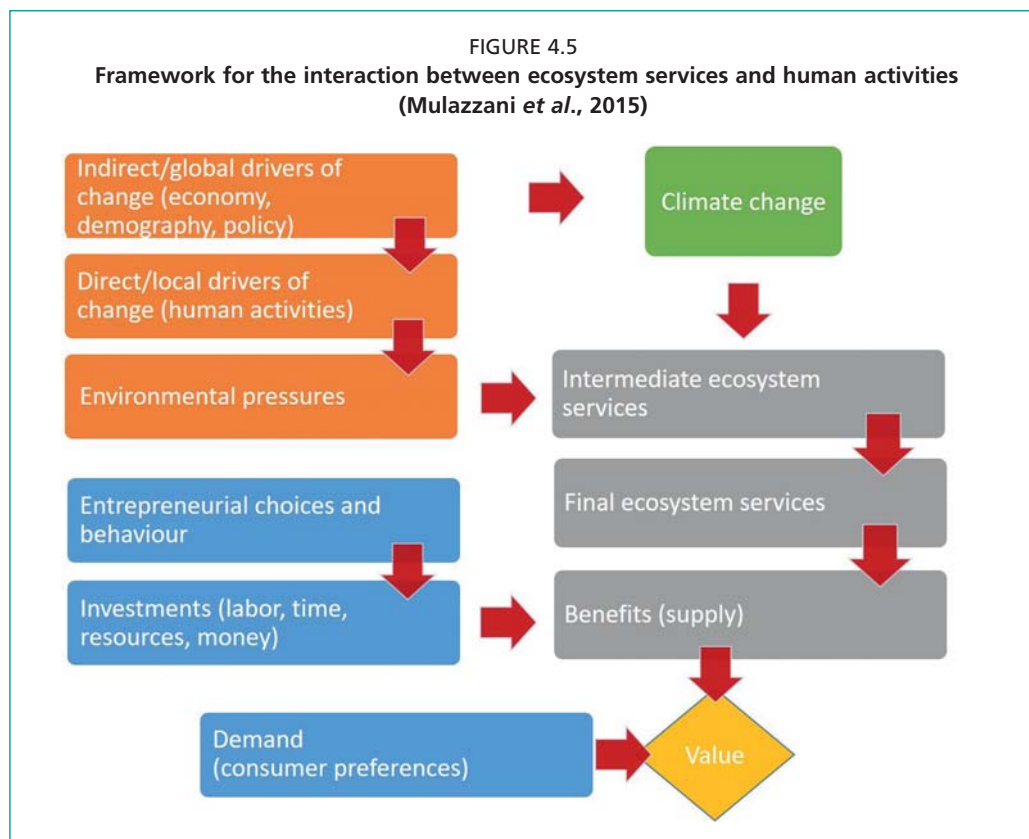 FIGURE 4.5
Framework for the interaction between ecosystem services and human activities
(Mulazzani et al., 2015)
Indirect/global drivers of
change (economy,
demography, policy)
Climate change
Direct/local drivers of
change (human activities)
Environmental pressures
Intermediate ecosystem
services
Entrepreneurial choices and
behaviour
Final ecosystem services
Investments (labor, time,
resources, money)
Benefits (supply)
Demand
(consumer preferences)
Value